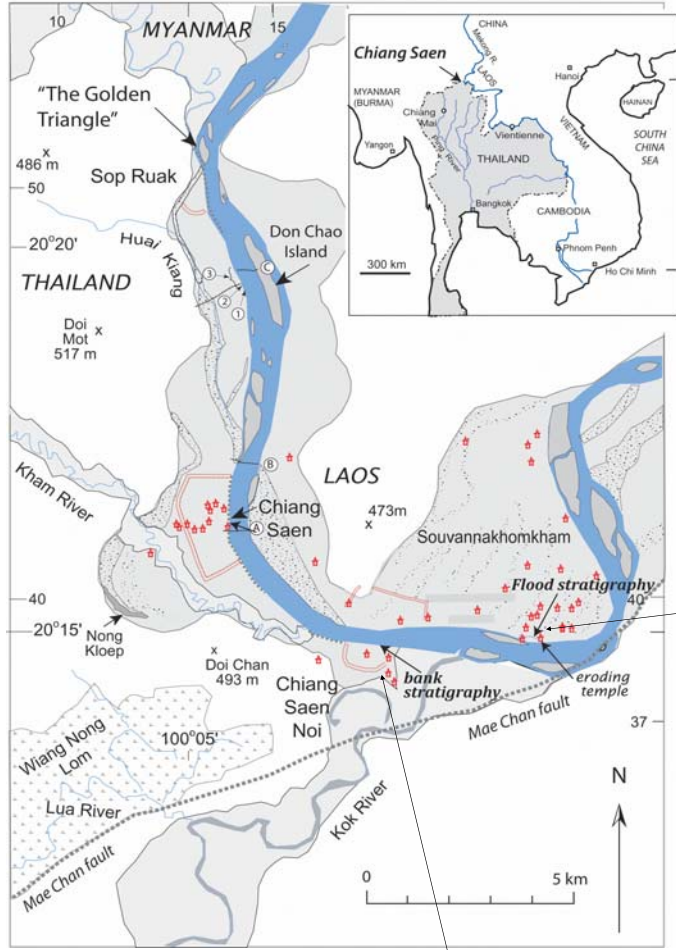 10
15
MYANMAR
"The Golden
Triangle"
486 m
50
Sop Ruak
20°20'
Huai Kiang
Don Chao
Island
THAILAND
3
2
1
C
Doi
Mot
517 m
B
LAOS
Kham River
Chiang
Saen
A
473m
Souvannakhomkham
Flood stratigraphy
40
40
20°15'
Nong
Kloep
Doi Chan
493 m
Chiang
Saen
Noi
bank
stratigraphy
eroding
temple
Mae Chan fault
37
Wiang Nong
Lom
100°05'
Lua River
Mae Chan fault
Kok River
N
0
5 km
CHINA
Mekong R.
LAOS
Chiang Saen
Hanoi
MYANMAR
(BURMA)
Chiang
Mai
HAINAN
Yangon
Ping River
Vientienne
VIETNAM
SOUTH
CHINA
SEA
THAILAND
Bangkok
CAMBODIA
Phnom Penh
Ho Chi Minh
300 km